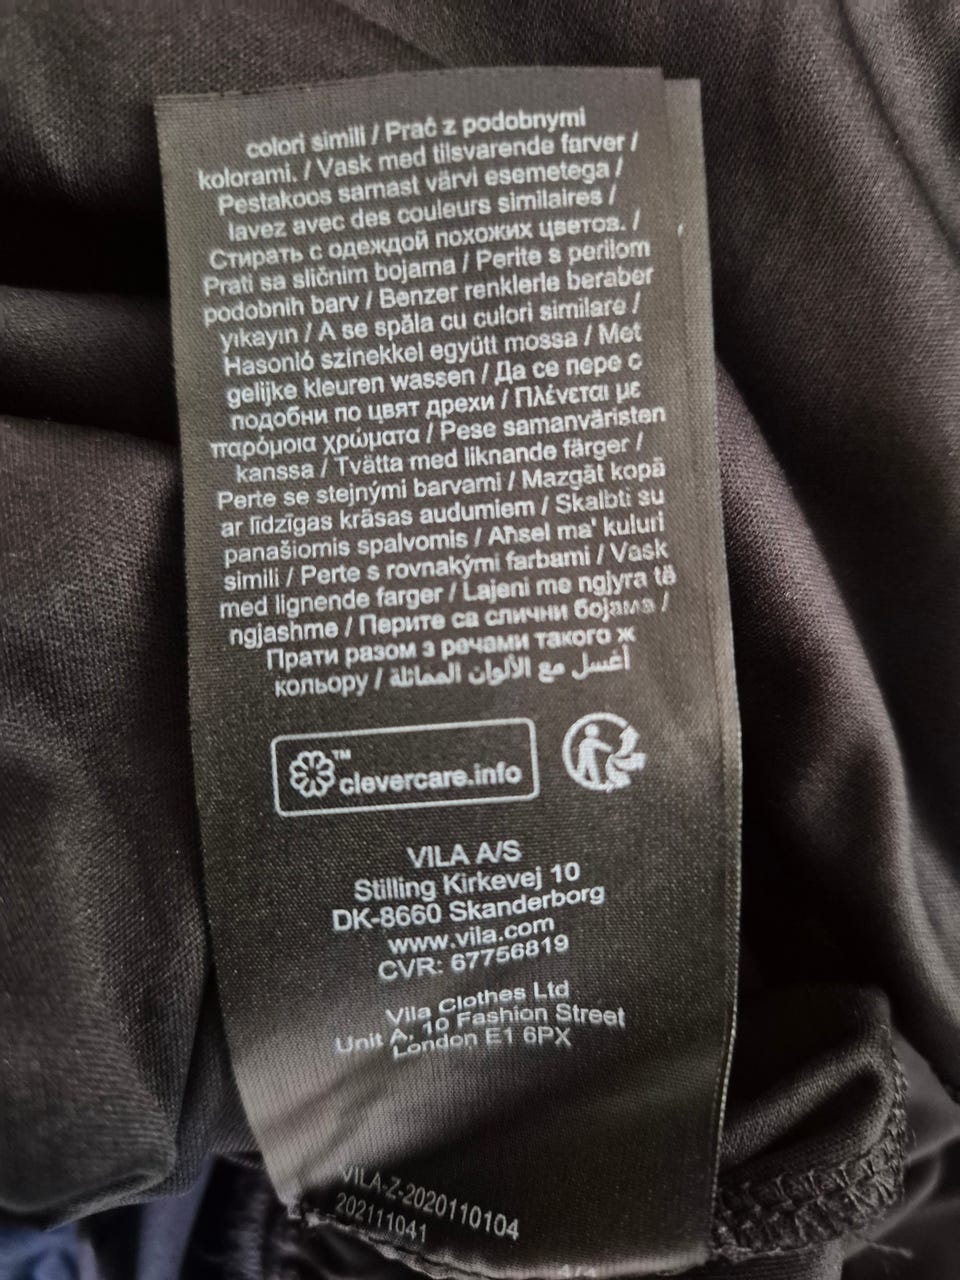 colori simili / Prać z podobnymi
kolorami. / Vask med tilsvarende farver /
Pestakoos samast värvi esemetega /
lavez avec des couleurs similaires /
Стирать с одеждой похожих цветов. /
Prati sa sličnim bojama / Perite s perilom
podobnih barv / Benzer renklerle beraber
yıkayın / A se spăla cu culori similare /
Hasonló színekkel együtt mossa / Met
gelijke kleuren wassen / Да се пере с
подобни по цвят дрехи / Πλένεται με
παρόμοια χρώματα / Pese samanväristen
kanssa / Tvätta med liknande färger /
Perte se stejnými barvami / Mazgāt kopā
ar līdzīgas krāsas audumiem / Skalbti su
panašiomis spalvomis / Aħsel ma' kuluri
simili / Perte s rovnakými farbami / Vask
med lignende farger / Lajeni me ngjyra të
ngjashme / Перите са слични бојама /
Прати разом з речами такого ж
кольору / أغسل مع الألوان المماثلة
TM
clevercare.info
VILA A/S
Stilling Kirkevej 10
DK-8660 Skanderborg
www.vila.com
CVR: 67756819
Vila Clothes Ltd
Unit A, 10 Fashion Street
London E1 6PX
VILA-Z-2020110104
202111041